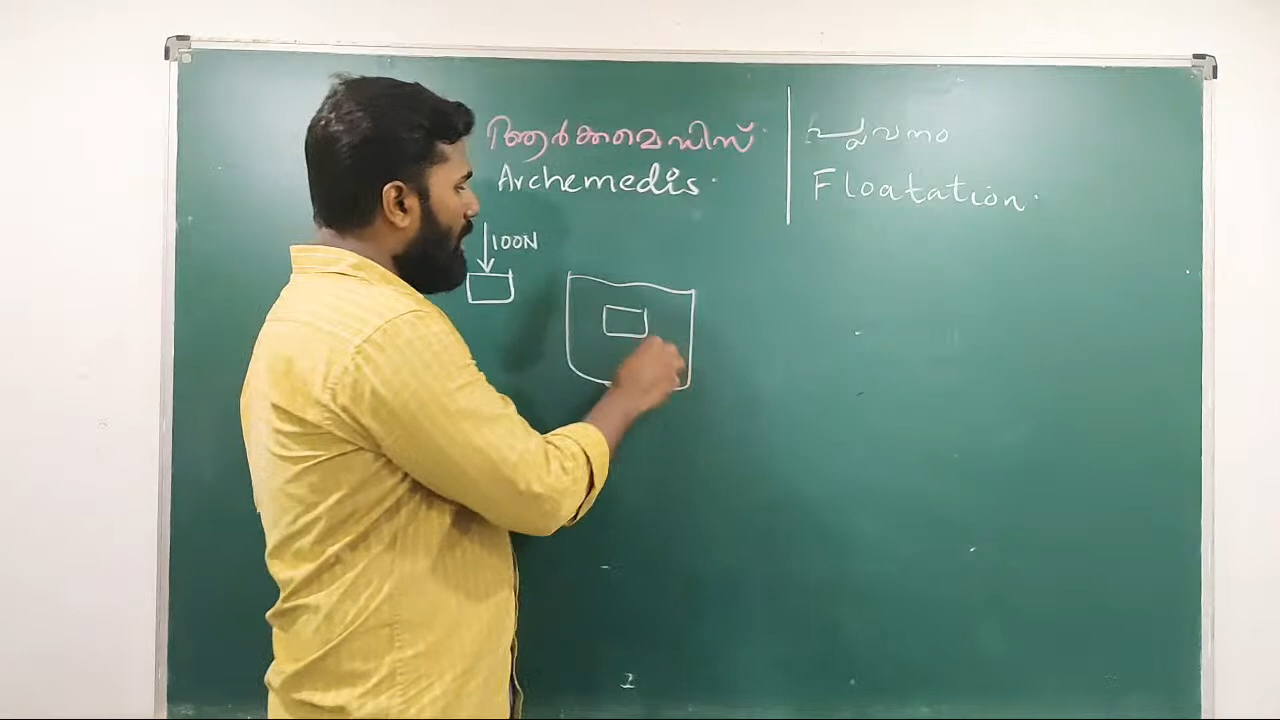 ആർക്കമെഡിസ്
Archemedis.
100N
പ്ലവനം
Floatation.